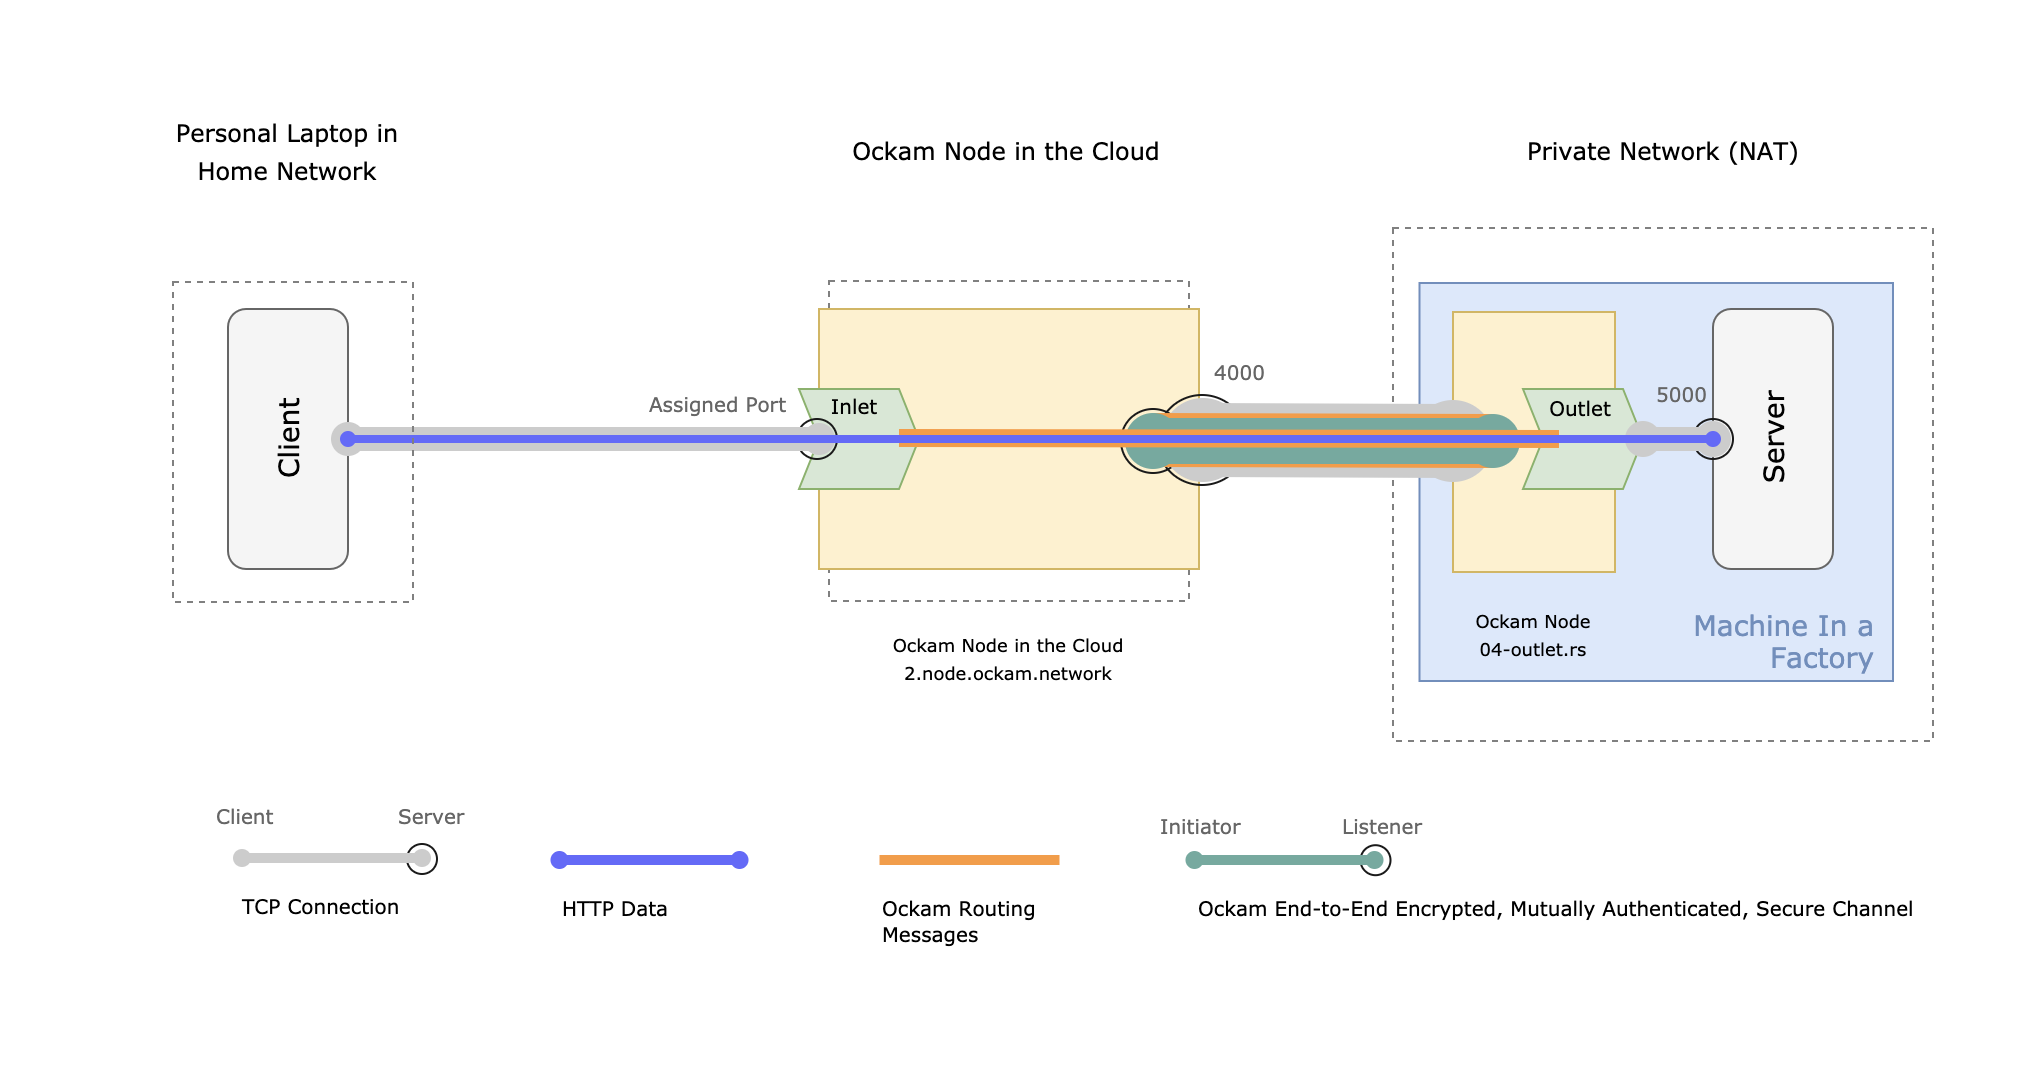 Personal Laptop in
Home Network
Ockam Node in the Cloud
Private Network (NAT)
Client
Assigned Port
Inlet
4000
Outlet
5000
Server
Ockam Node in the Cloud
2.node.ockam.network
Ockam Node
04-outlet.rs
Machine In a
Factory
Client
Server
TCP Connection
HTTP Data
Ockam Routing
Messages
Initiator
Listener
Ockam End-to-End Encrypted, Mutually Authenticated, Secure Channel